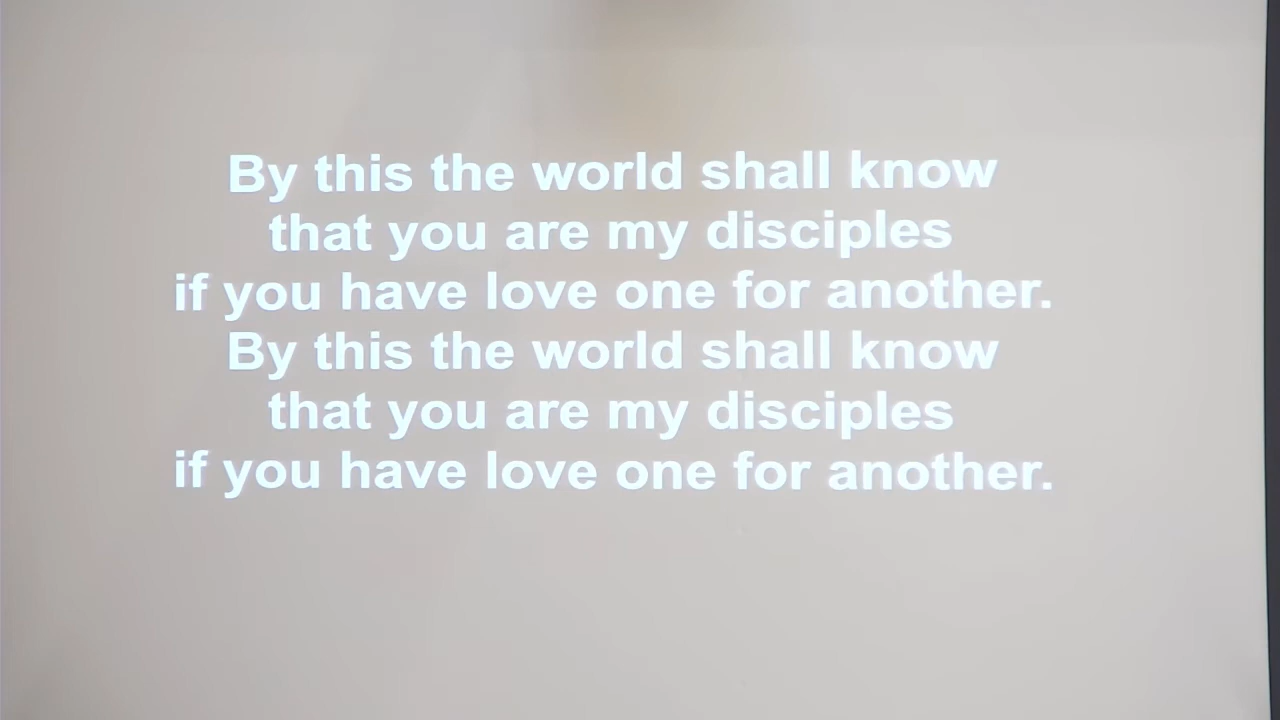 By this the world shall know
that you are my disciples
if you have love one for another.
By this the world shall know
that you are my disciples
if you have love one for another.